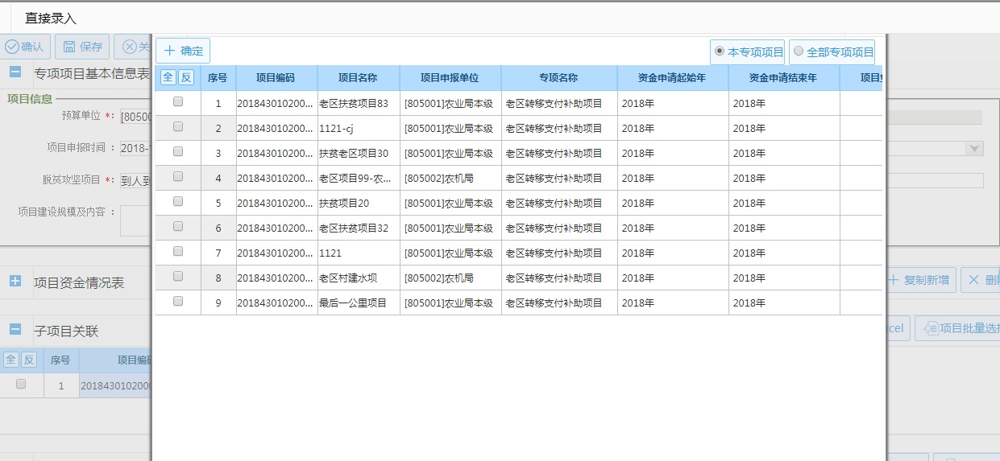 直接录入
确认 保存 关
确定 本专项项目 全部专项项目
专项项目基本信息表
全 反 序号 项目编码 项目名称 项目申报单位 专项名称 资金申请起始年 资金申请结束年
项目信息
1 201843010200... 老区扶贫项目83 [805001]农业局本级 老区转移支付补助项目 2018年 2018年
预算单位 *: [80500
2 201843010200... 1121-cj [805001]农业局本级 老区转移支付补助项目 2018年 2018年
项目申报时间 : 2018-
3 201843010200... 扶贫老区项目30 [805001]农业局本级 老区转移支付补助项目 2018年 2018年
脱贫攻坚项目 *: 到人到
4 201843010200... 老区项目99-农... [805002]农机局 老区转移支付补助项目 2018年 2018年
项目建设规模及内容 :
5 201843010200... 扶贫项目20 [805001]农业局本级 老区转移支付补助项目 2018年 2018年
6 201843010200... 老区扶贫项目32 [805001]农业局本级 老区转移支付补助项目 2018年 2018年
7 201843010200... 1121 [805001]农业局本级 老区转移支付补助项目 2018年 2018年
8 201843010200... 老区村建水坝 [805002]农机局 老区转移支付补助项目 2018年 2018年
9 201843010200... 最后一公里项目 [805001]农业局本级 老区转移支付补助项目 2018年 2018年
项目资金情况表 复制新增
子项目关联 cel 项目批量选
全 反 序号 项目编
1 201843010200